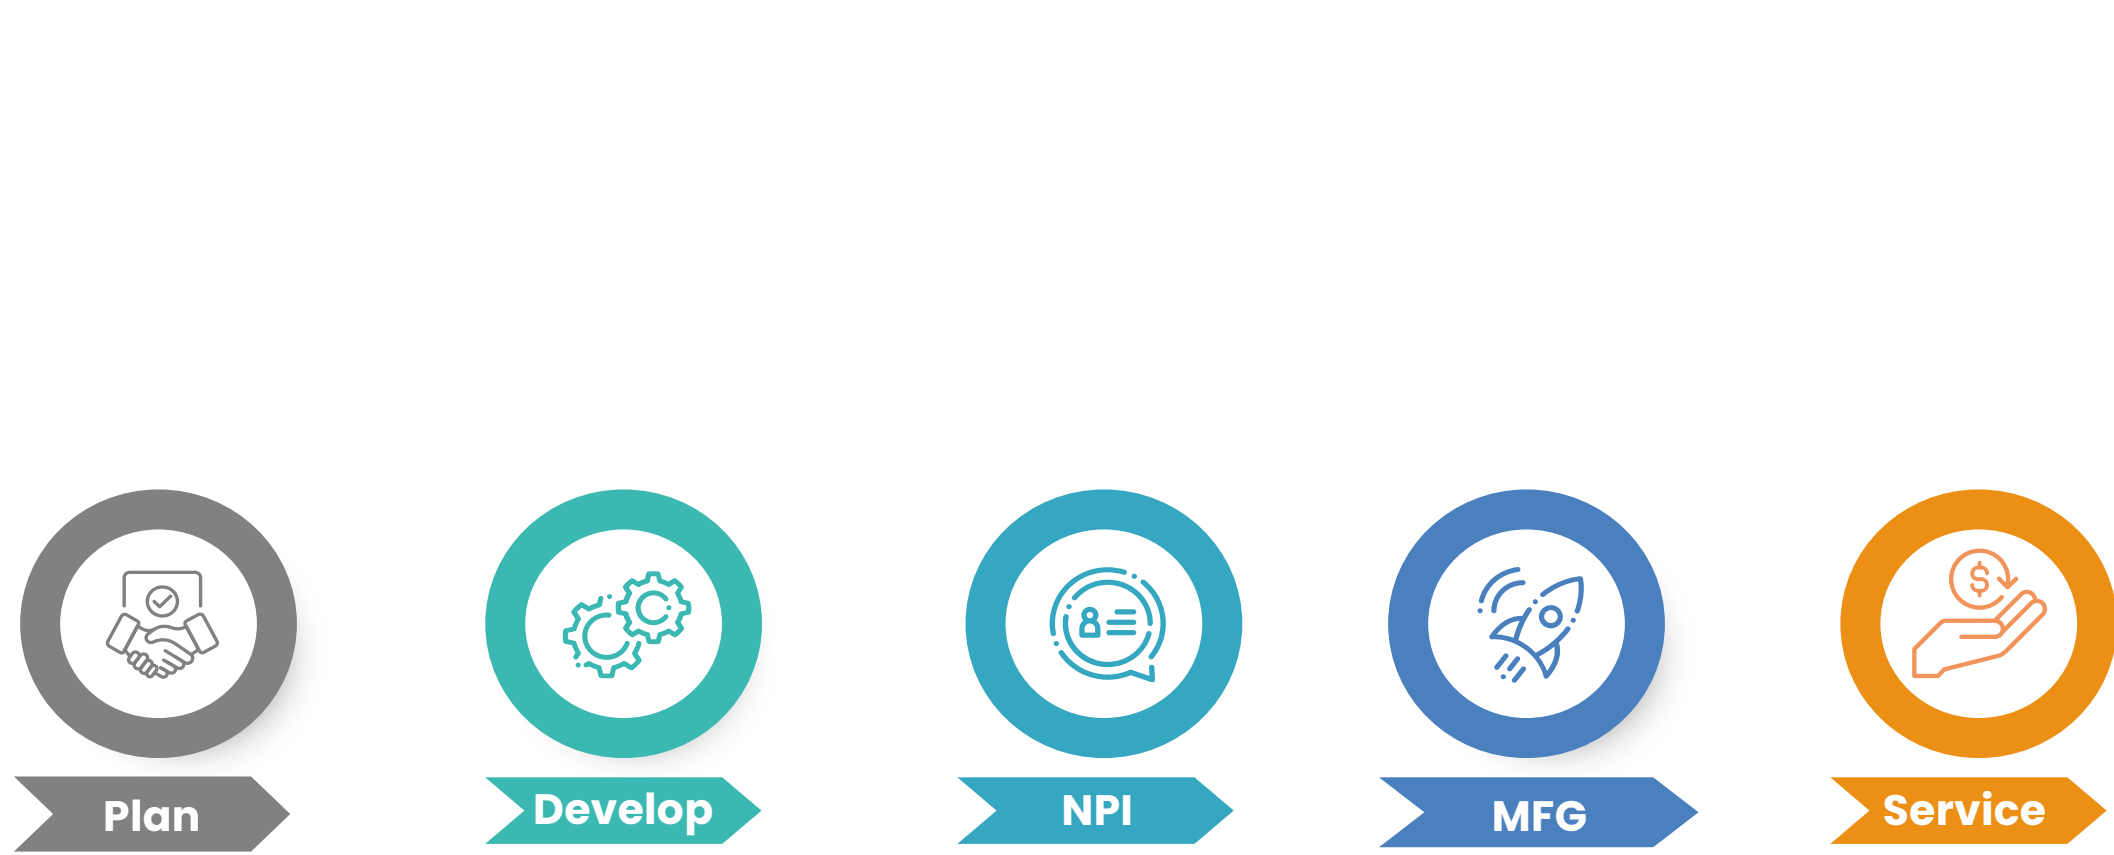 Plan
Develop
NPI
MFG
Service
$